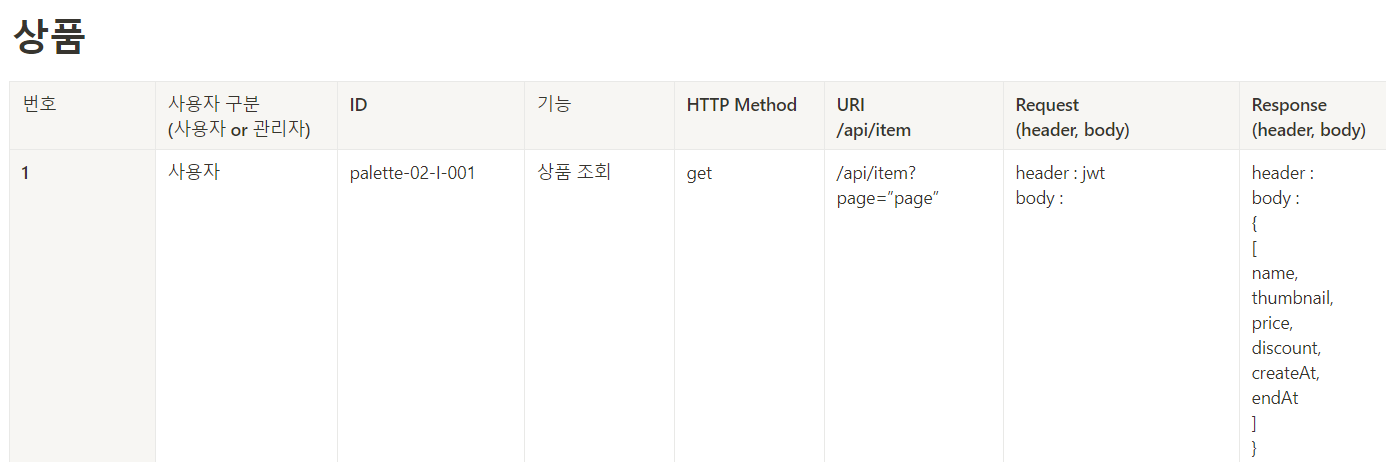 상품
번호
사용자 구분
(사용자 or 관리자)
ID
기능
HTTP Method
URI
/api/item
Request
(header, body)
Response
(header, body)
1
사용자
palette-02-I-001
상품 조회
get
/api/item?
page=”page”
header : jwt
body :
header :
body :
{
[
name,
thumbnail,
price,
discount,
createAt,
endAt
]
}